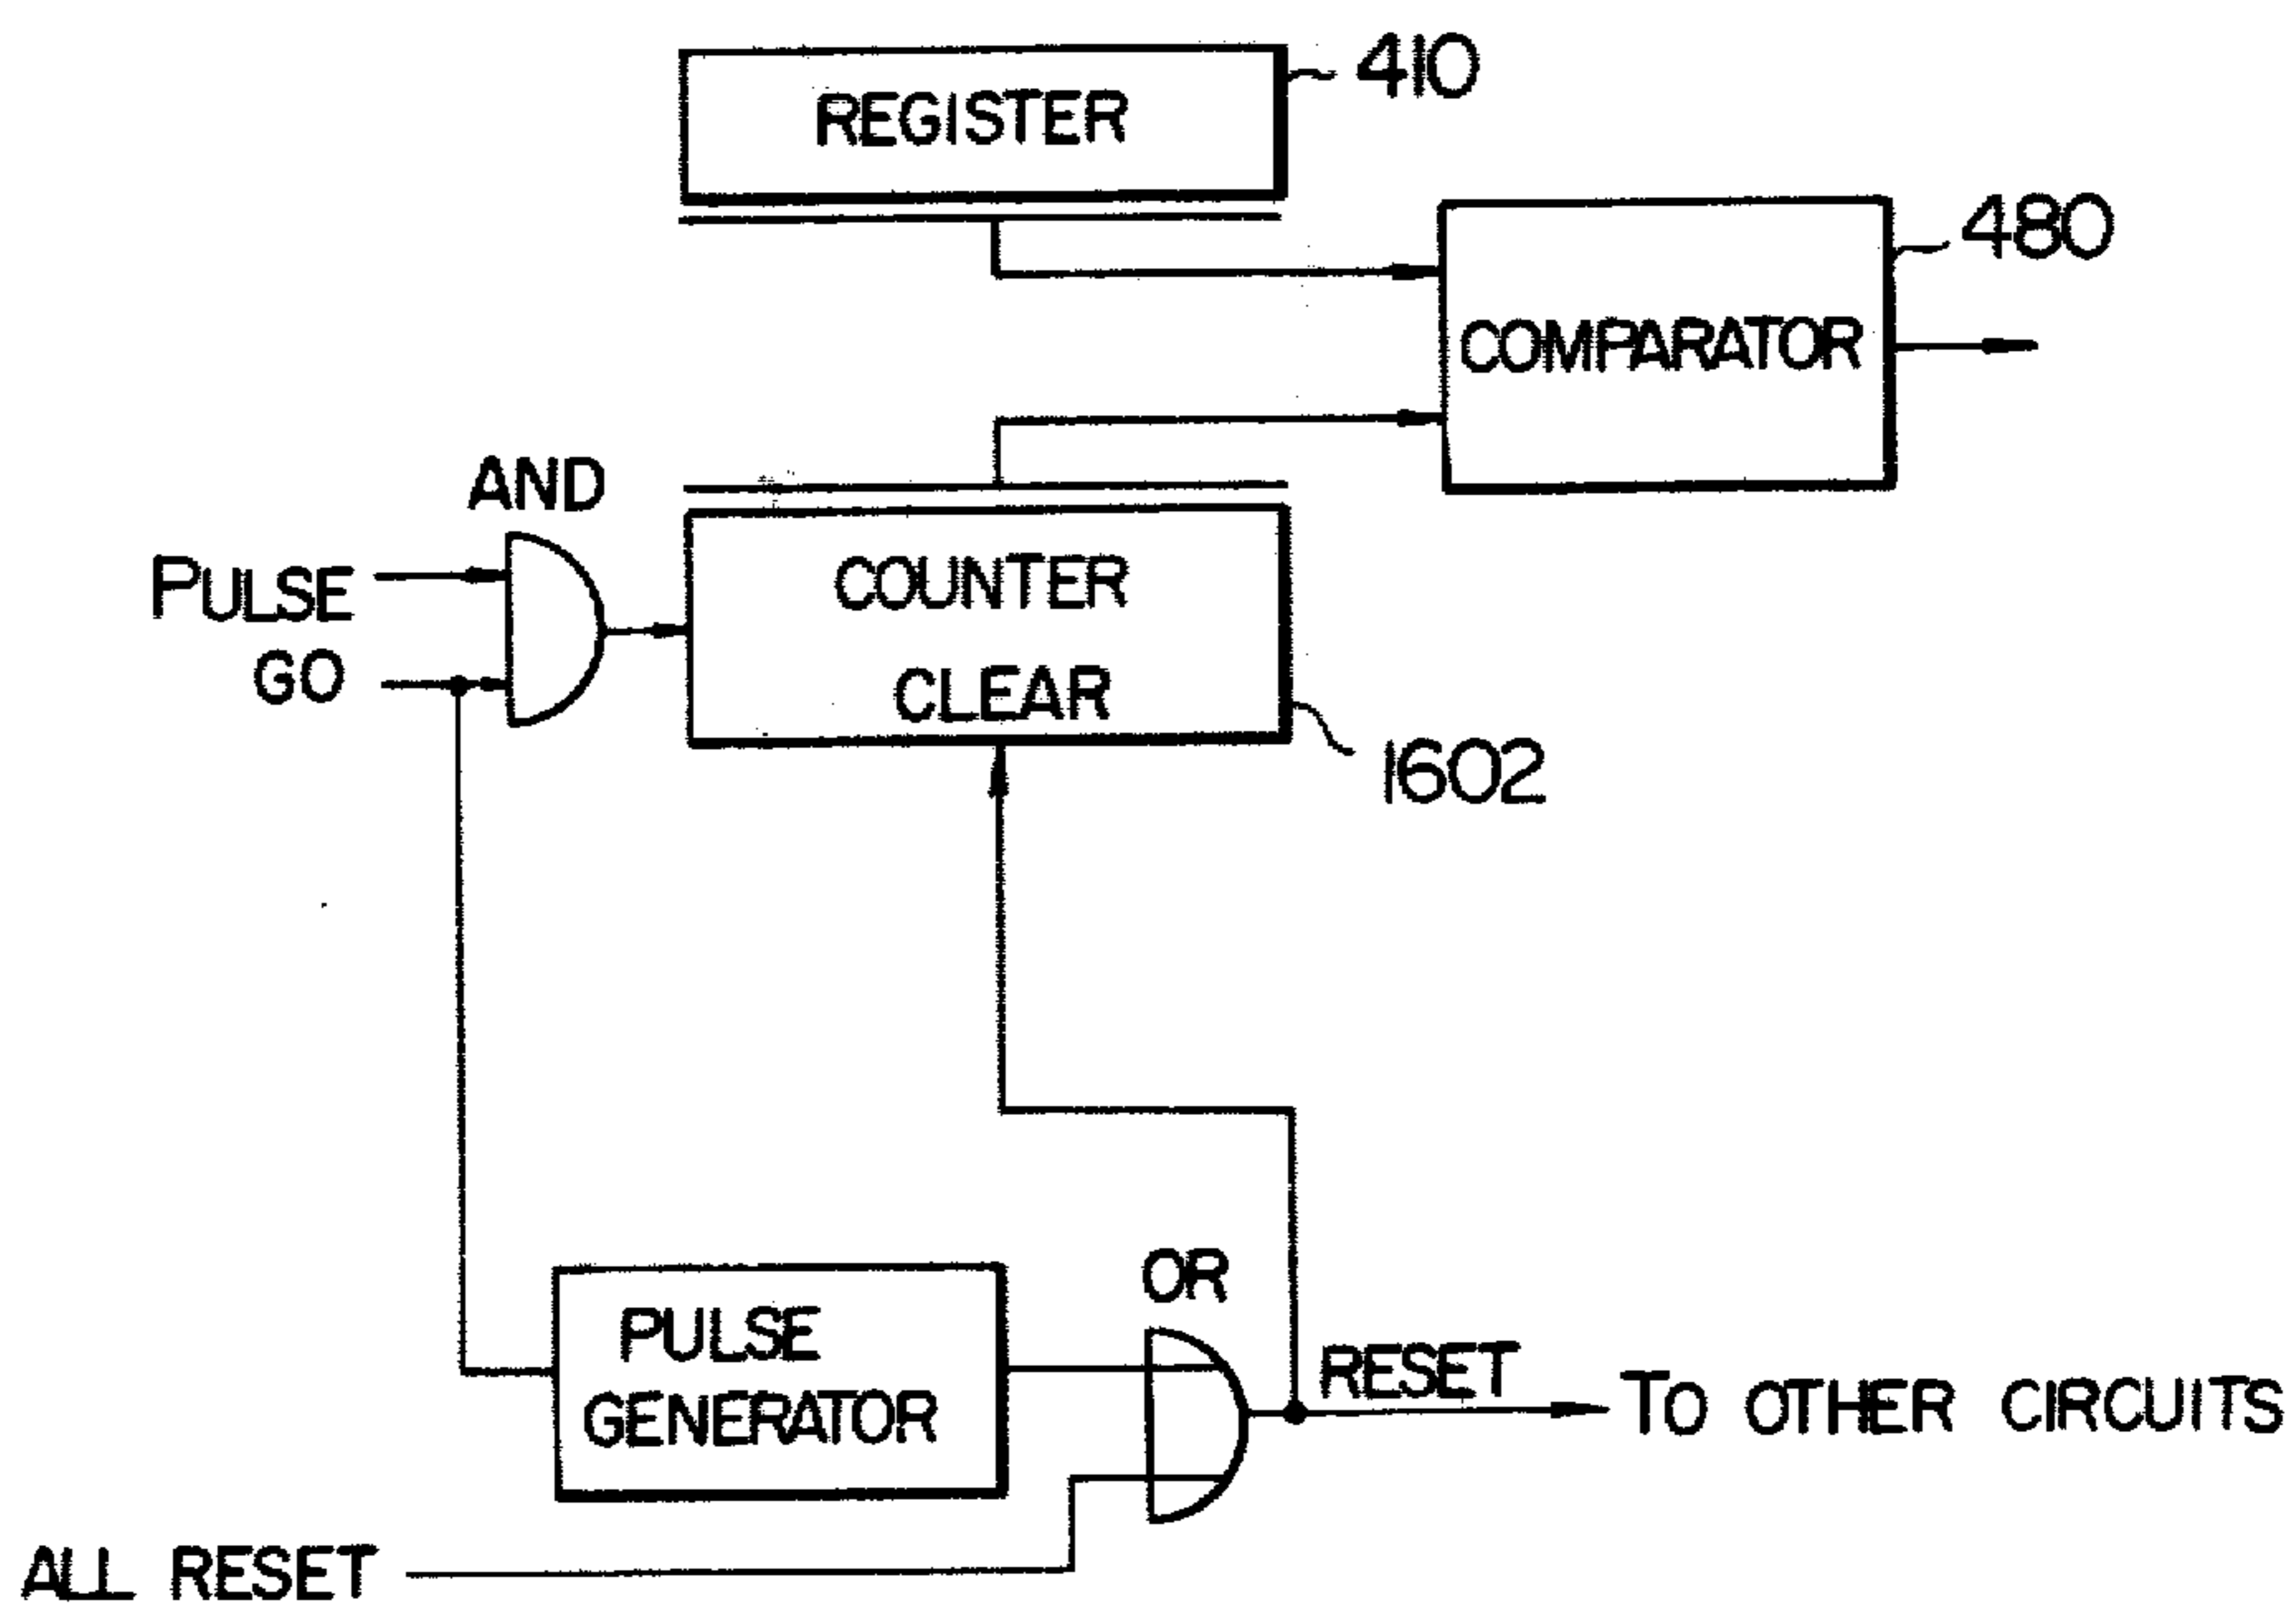 REGISTER
410
480
COMPARATOR
AND
PULSE
COUNTER
GO
CLEAR
1602
OR
PULSE
GENERATOR
RESET
TO OTHER CIRCUITS
ALL RESET